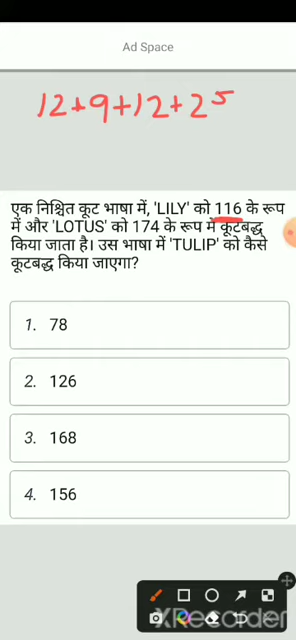 Ad Space
12+9+12+25
एक निश्चित कूट भाषा में, 'LILY' को 116 के रूप
में और 'LOTUS' को 174 के रूप में कूटबद्ध
किया जाता है। उस भाषा में 'TULIP' को कैसे
कूटबद्ध किया जाएगा?
1. 78
2. 126
3. 168
4. 156
XRecorder